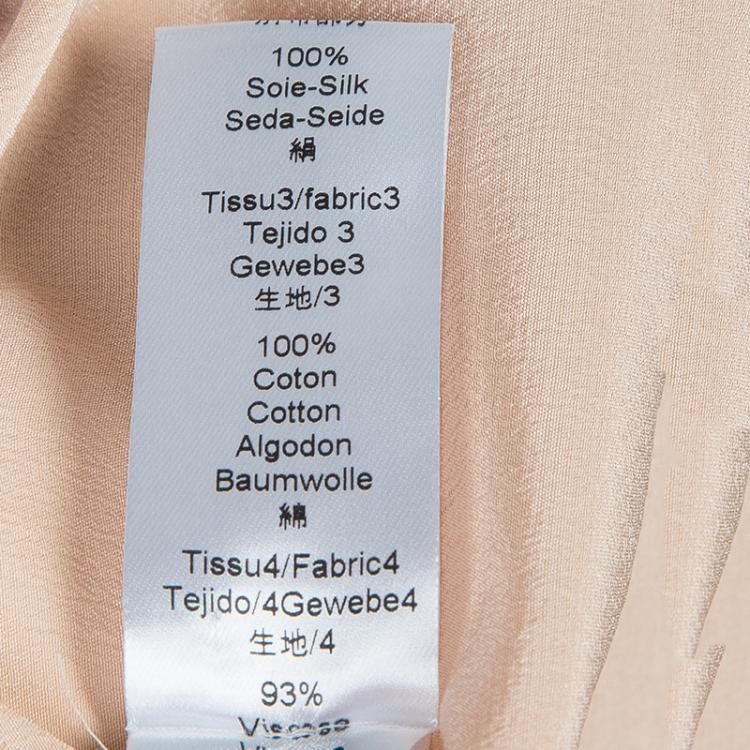 100%
Soie-Silk
Seda-Seide
絹
Tissu3/fabric3
Tejido 3
Gewebe3
生地/3
100%
Coton
Cotton
Algodon
Baumwolle
綿
Tissu4/Fabric4
Tejido/4Gewebe4
生地/4
93%